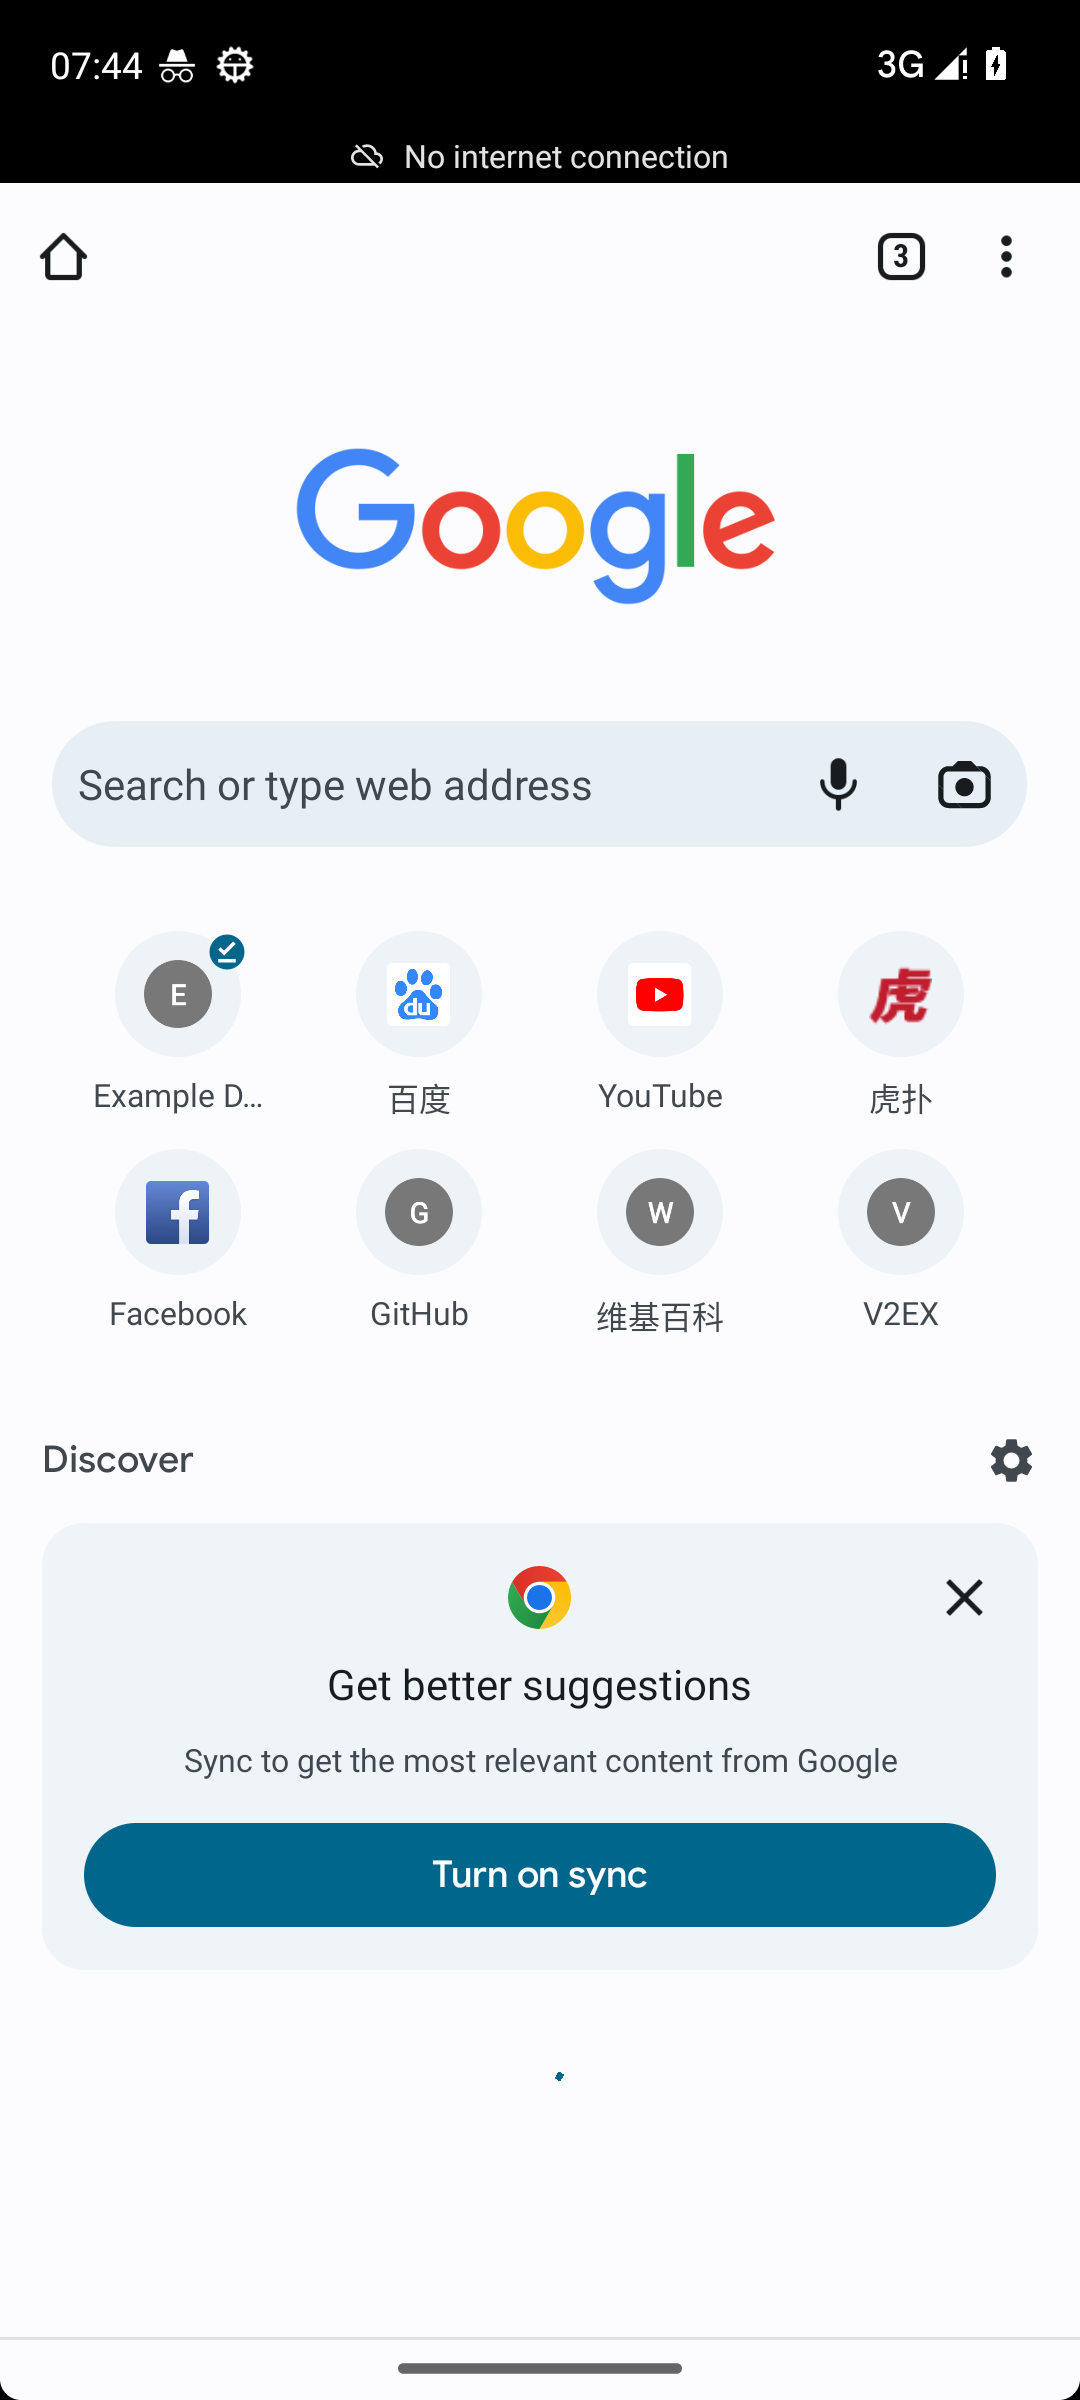 07:44
3G
No internet connection
3
Google
Search or type web address
E
du
虎
Example D...
百度
YouTube
虎扑
f
G
W
V
Facebook
GitHub
维基百科
V2EX
Discover
Get better suggestions
Sync to get the most relevant content from Google
Turn on sync